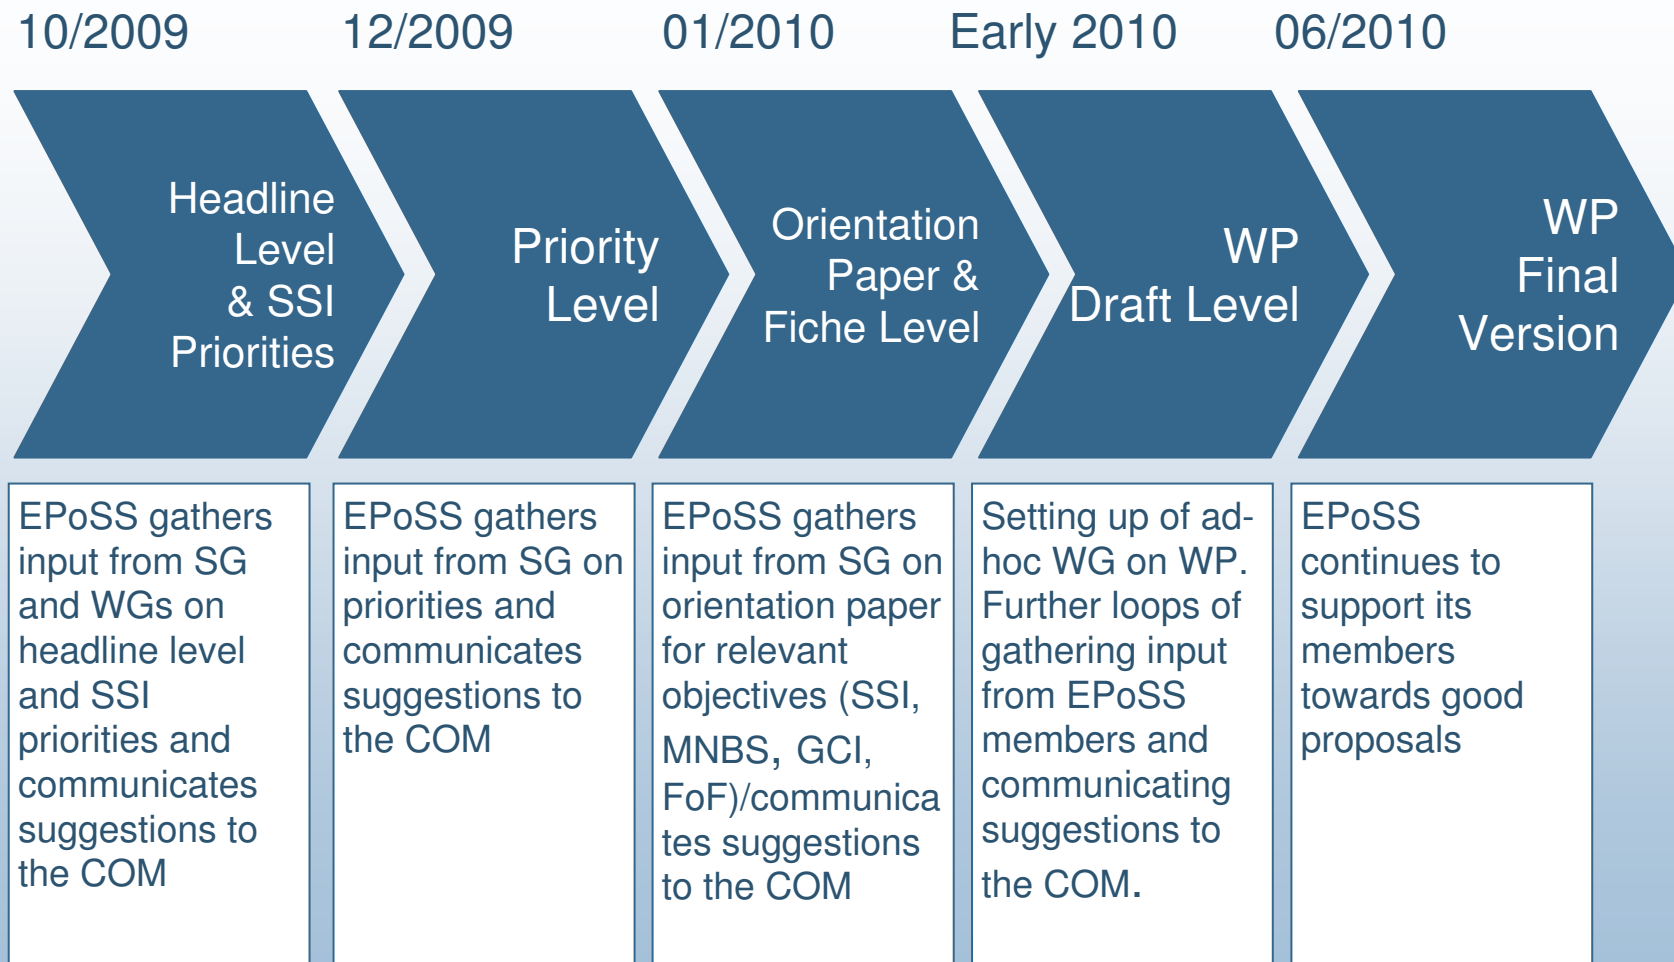 10/2009
12/2009
01/2010
Early 2010
06/2010
Headline
Level
& SSI
Priorities
Priority
Level
Orientation
Paper &
Fiche Level
WP
Draft Level
WP
Final
Version
EPoSS gathers
input from SG
and WGs on
headline level
and SSI
priorities and
communicates
suggestions to
the COM
EPoSS gathers
input from SG on
priorities and
communicates
suggestions to
the COM
EPoSS gathers
input from SG on
orientation paper
for relevant
objectives (SSI,
MNBS, GCI,
FoF)/communica
tes suggestions
to the COM
Setting up of ad-
hoc WG on WP.
Further loops of
gathering input
from EPoSS
members and
communicating
suggestions to
the COM.
EPoSS
continues to
support its
members
towards good
proposals